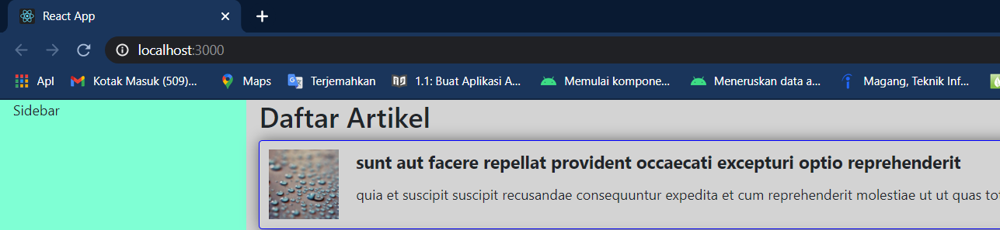 React App
localhost:3000
Apl Kotak Masuk (509)... Maps Terjemahkan 1.1: Buat Aplikasi A... Memulai kompone... Meneruskan data a... Magang, Teknik Inf...
Sidebar
Daftar Artikel
sunt aut facere repellat provident occaecati excepturi optio reprehenderit
quia et suscipit suscipit recusandae consequuntur expedita et cum reprehenderit molestiae ut ut quas